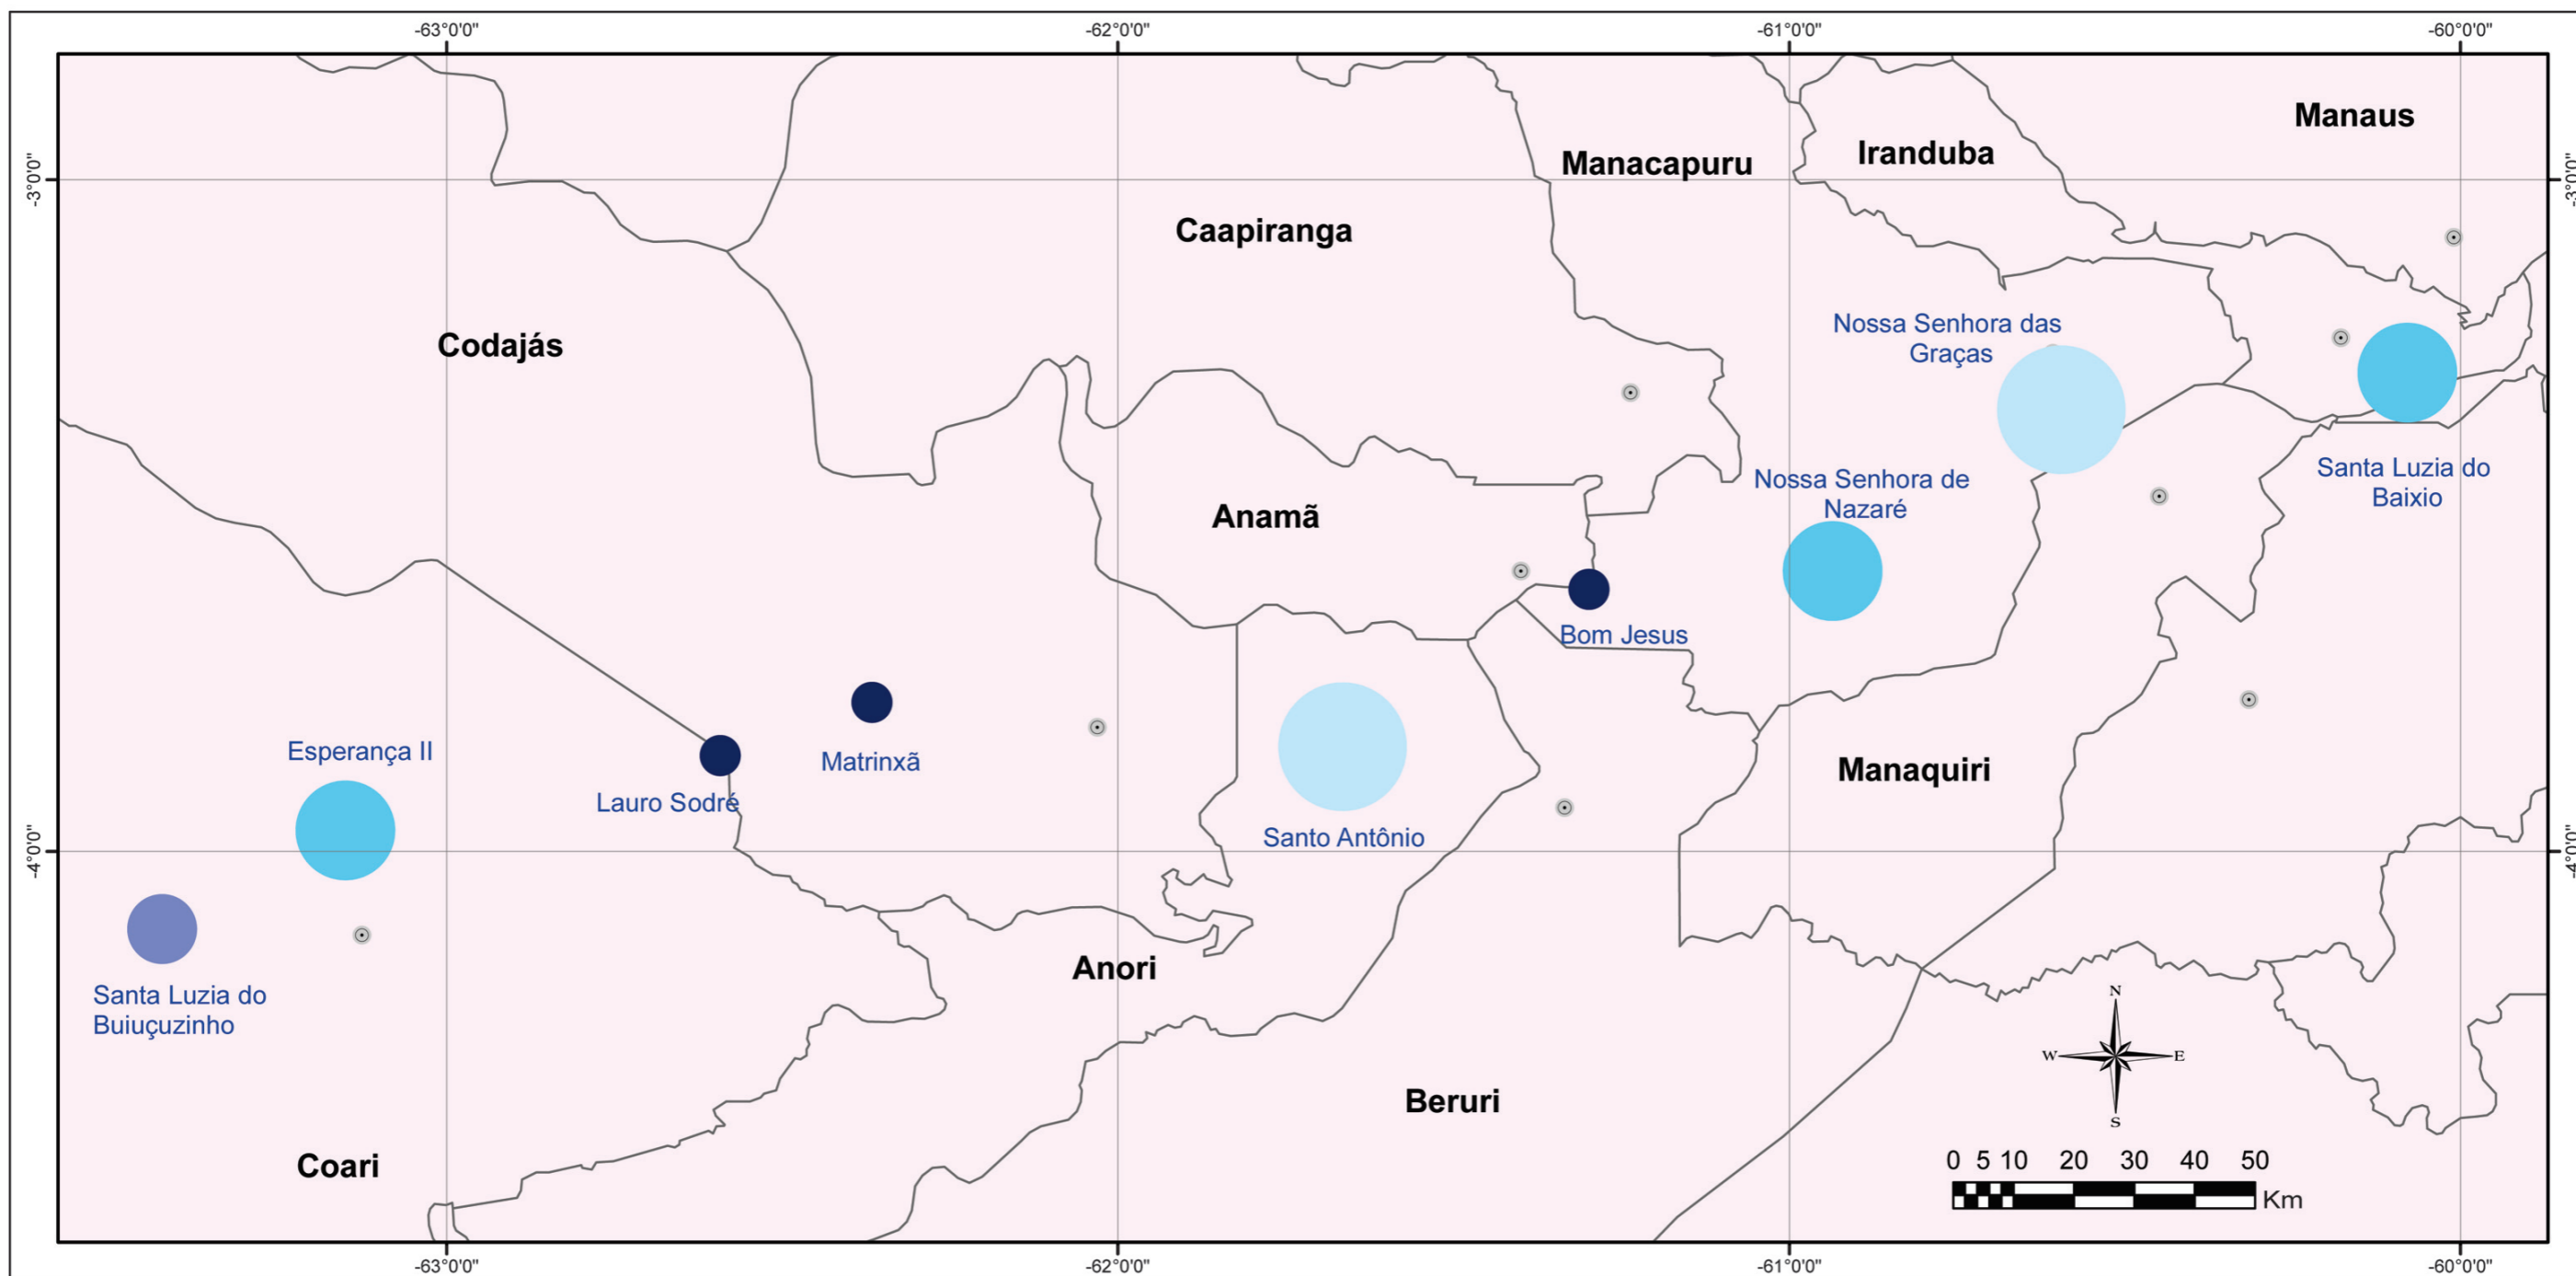 -63°0'0"
-62°0'0"
-61°0'0"
-60°0'0"
Manaus
Iranduba
Manacapuru
-3°0'0"
-3°0'0"
Caapiranga
Nossa Senhora das
Graças
Codajás
Santa Luzia do
Baixio
Nossa Senhora de
Nazaré
Anamã
Bom Jesus
Esperança II
Matrinxã
Manaquiri
Lauro Sodré
Santo Antônio
-4°0'0"
-4°0'0"
Anori
Santa Luzia do
Buiuçuzinho
N
W
E
S
Beruri
Coari
0 5 10 20 30 40 50
Km
-63°0'0"
-62°0'0"
-61°0'0"
-60°0'0"